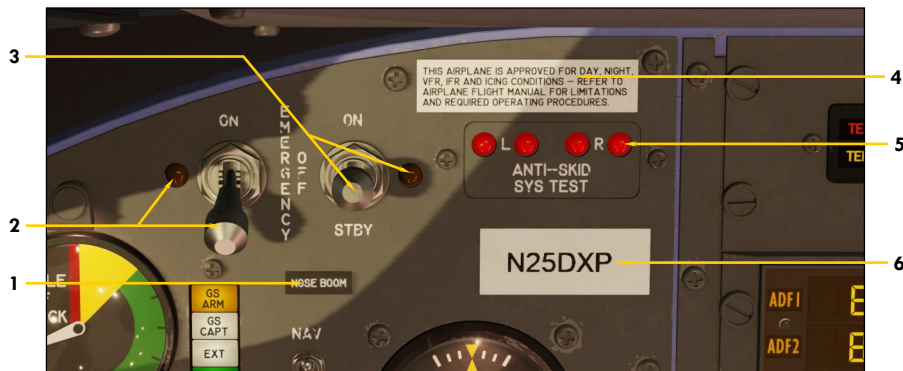 3
THIS AIRPLANE IS APPROVED FOR DAY, NIGHT,
VFR, IFR AND ICING CONDITIONS – REFER TO
AIRPLANE FLIGHT MANUAL FOR LIMITATIONS
AND REQUIRED OPERATING PROCEDURES.
4
ON
EMERGENCY
OFF
ON
L
R
5
ANTI--SKID
SYS TEST
2
STBY
N25DXP
6
1
NOSE BOOM
GS
ARM
GS
CAPT
EXT
NAV
ADF1
ADF2